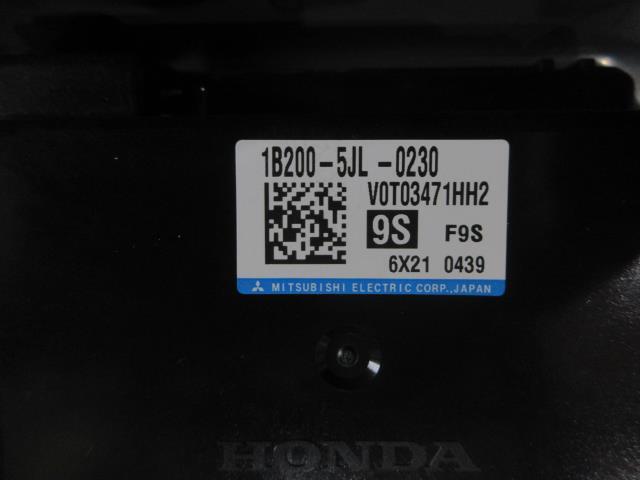 1B200-5JL-0230
V0T03471HH2
9S F9S
6X21 0439
MITSUBISHI ELECTRIC CORP.,JAPAN
HONDA